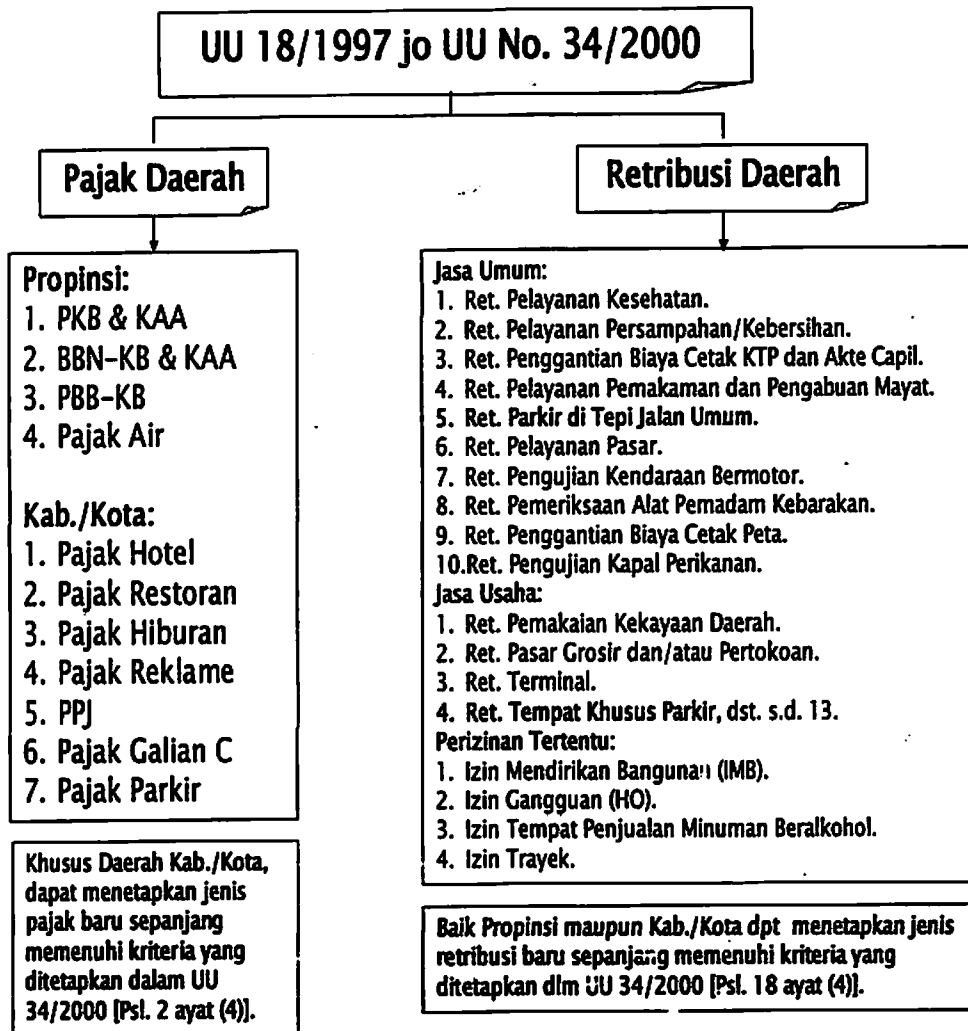 UU 18/1997 jo UU No. 34/2000
Pajak Daerah
Propinsi:
1. PKB & KAA
2. BBN-KB & KAA
3. PBB-KB
4. Pajak Air
Kab./Kota:
1. Pajak Hotel
2. Pajak Restoran
3. Pajak Hiburan
4. Pajak Reklame
5. PPJ
6. Pajak Galian C
7. Pajak Parkir
Khusus Daerah Kab./Kota,
dapat menetapkan jenis
pajak baru sepanjang
memenuhi kriteria yang
ditetapkan dalam UU
34/2000 [Psl. 2 ayat (4)].
Retribusi Daerah
Jasa Umum:
1. Ret. Pelayanan Kesehatan.
2. Ret. Pelayanan Persampahan/Kebersihan.
3. Ret. Penggantian Biaya Cetak KTP dan Akte Capil.
4. Ret. Pelayanan Pemakaman dan Pengabuan Mayat.
5. Ret. Parkir di Tepi Jalan Umum.
6. Ret. Pelayanan Pasar.
7. Ret. Pengujian Kendaraan Bermotor.
8. Ret. Pemeriksaan Alat Pemadam Kebarakan.
9. Ret. Penggantian Biaya Cetak Peta.
10.Ret. Pengujian Kapal Perikanan.
Jasa Usaha:
1. Ret. Pemakaian Kekayaan Daerah.
2. Ret. Pasar Grosir dan/atau Pertokoan.
3. Ret. Terminal.
4. Ret. Tempat Khusus Parkir, dst. s.d. 13.
Perizinan Tertentu:
1. Izin Mendirikan Bangunan (IMB).
2. Izin Gangguan (HO).
3. Izin Tempat Penjualan Minuman Beralkohol.
4. Izin Trayek.
Baik Propinsi maupun Kab./Kota dpt menetapkan jenis
retribusi baru sepanjang memenuhi kriteria yang
ditetapkan dlm UU 34/2000 [Psl. 18 ayat (4)].